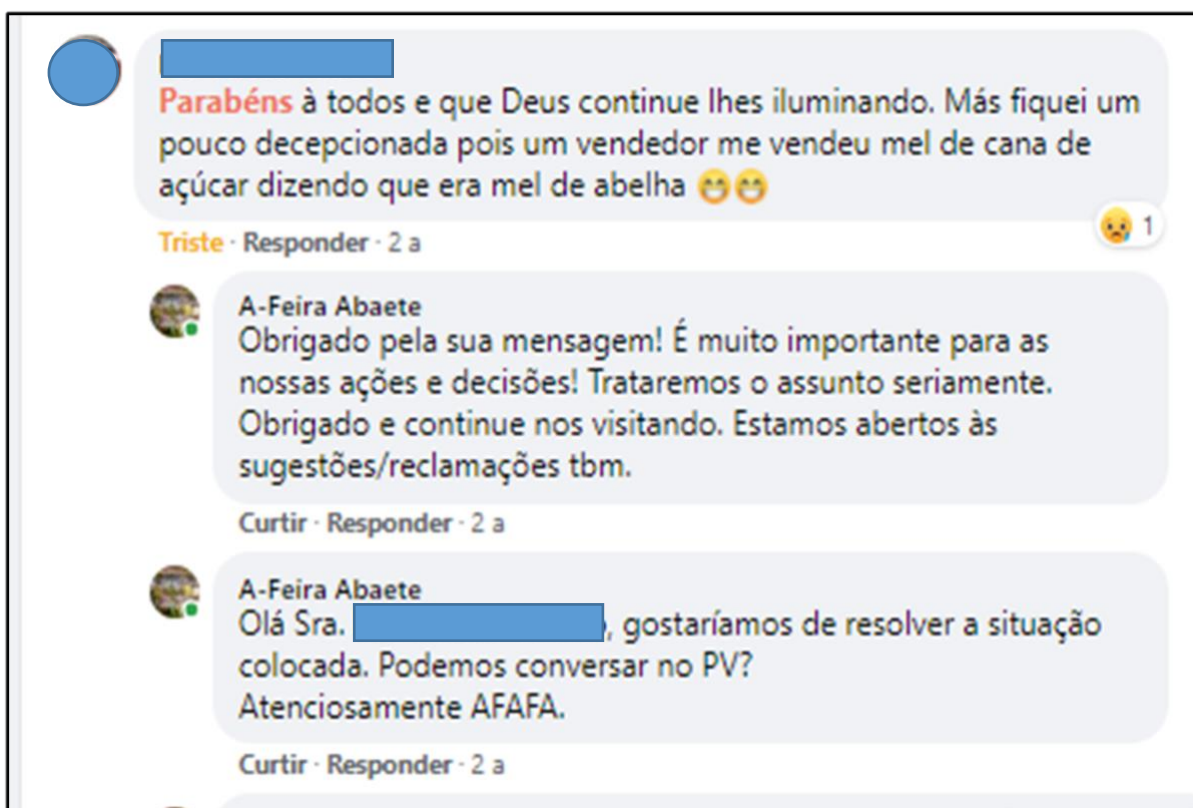 Parabéns à todos e que Deus continue lhes iluminando. Más fiquei um
pouco decepcionada pois um vendedor me vendeu mel de cana de
açúcar dizendo que era mel de abelha 😁😁
1
Triste · Responder · 2 a
A-Feira Abaete
Obrigado pela sua mensagem! É muito importante para as
nossas ações e decisões! Trataremos o assunto seriamente.
Obrigado e continue nos visitando. Estamos abertos às
sugestões/reclamações tbm.
Curtir · Responder · 2 a
A-Feira Abaete
Olá Sra. , gostaríamos de resolver a situação
colocada. Podemos conversar no PV?
Atenciosamente AFAFA.
Curtir · Responder · 2 a